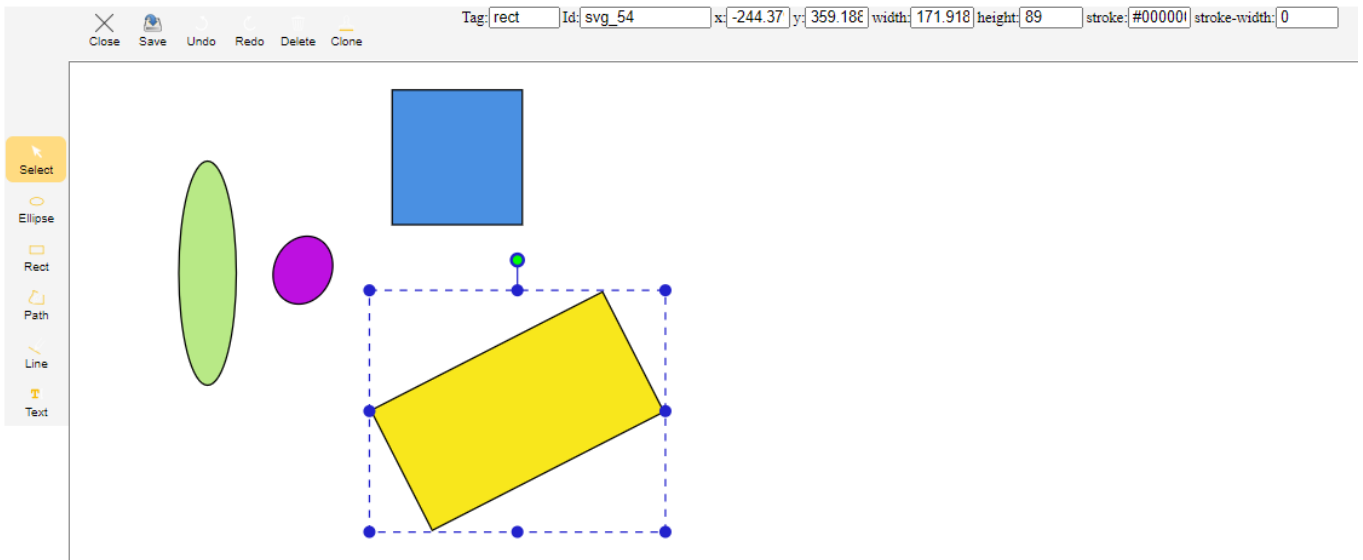 Tag: rect Id: svg_54 x: -244.37 y: 359.188 width: 171.918 height: 89 stroke: #00000 stroke-width: 0
Close Save Undo Redo Delete Clone
Select
Ellipse
Rect
Path
Line
T
Text